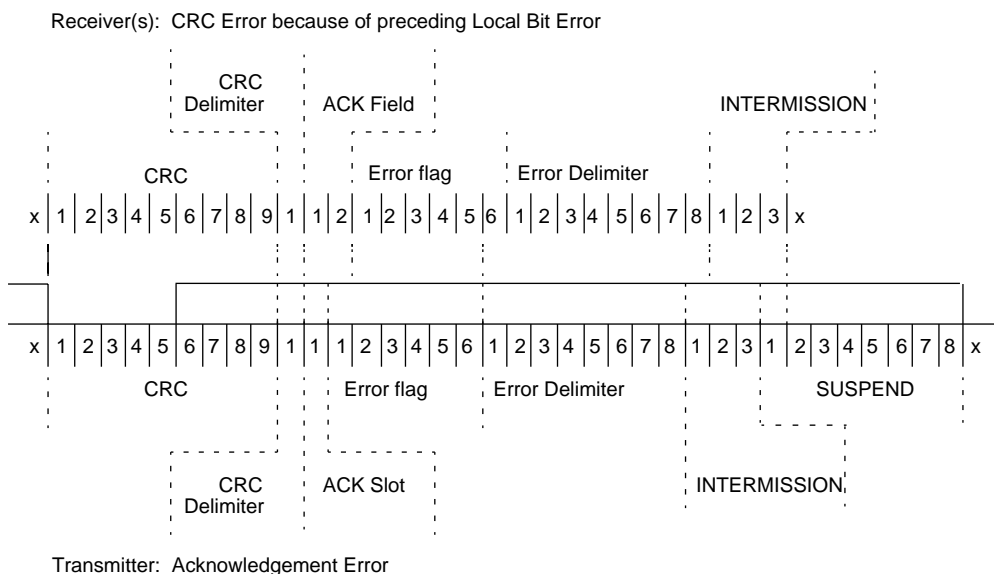 Receiver(s): CRC Error because of preceding Local Bit Error
CRC
Delimiter
ACK Field
INTERMISSION
CRC
Error flag
Error Delimiter
x 1 2 3 4 5 6 7 8 9 1 1 2 1 2 3 4 5 6 1 2 3 4 5 6 7 8 1 2 3 x
x 1 2 3 4 5 6 7 8 9 1 1 1 2 3 4 5 6 1 2 3 4 5 6 7 8 1 2 3 1 2 3 4 5 6 7 8 x
CRC
Error flag
Error Delimiter
SUSPEND
CRC
Delimiter
ACK Slot
INTERMISSION
Transmitter: Acknowledgement Error